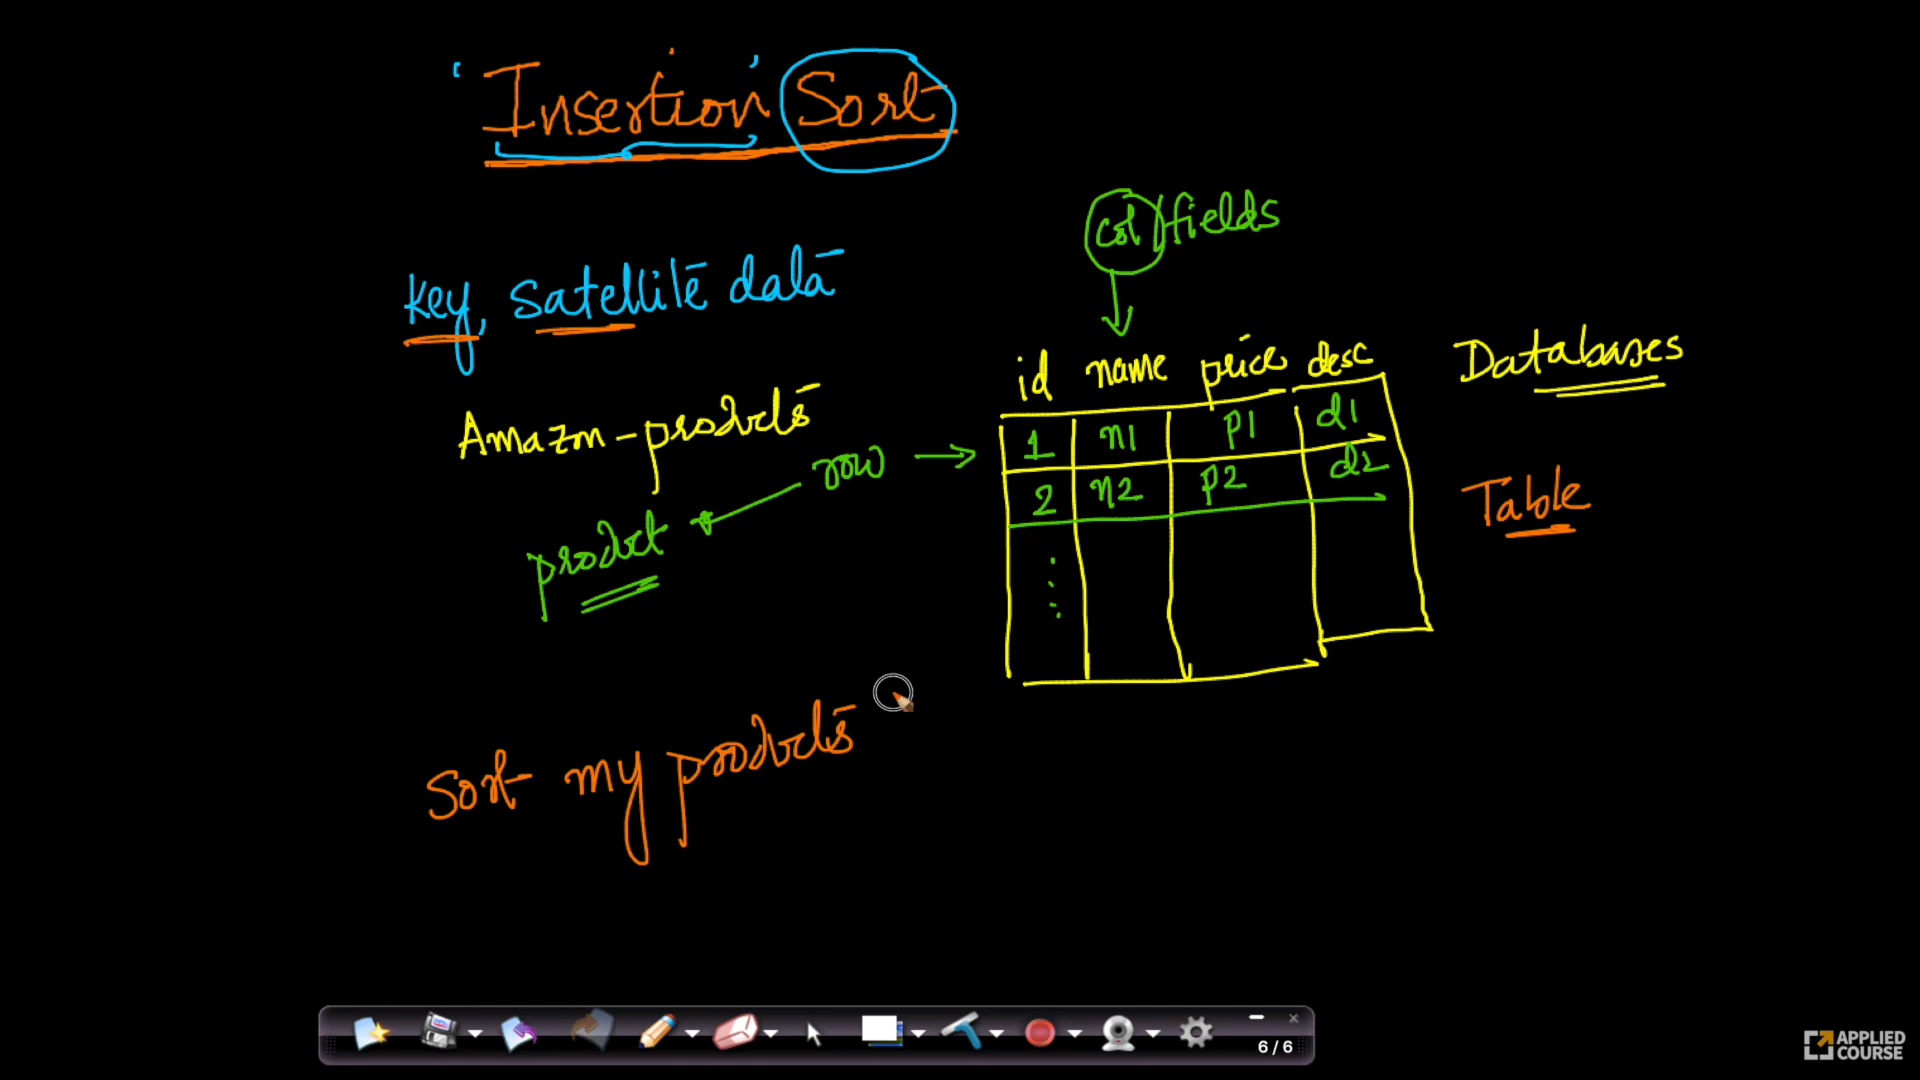 'Insertion' Sort
col/fields
key, satellite data
id name price desc
Databases
Amazon-products
row
1 n1 p1 d1
2 n2 p2 d2
Table
product
sort my products
6/6
APPLIED
COURSE